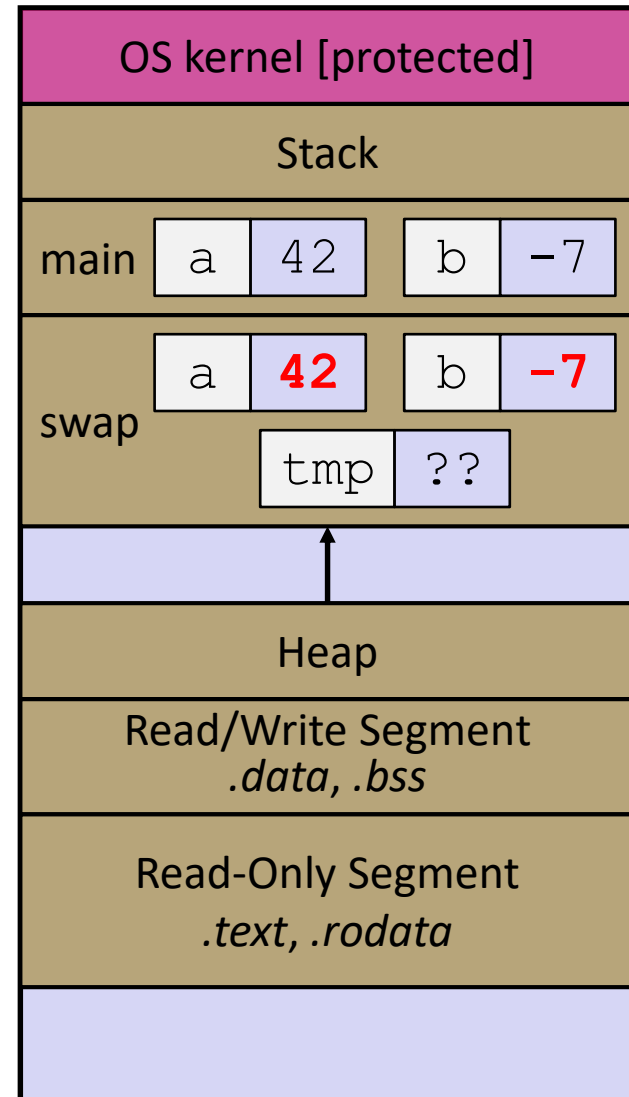 OS kernel [protected]
Stack
main a 42 b -7
a 42 b -7
swap
tmp ??
Heap
Read/Write Segment
.data, .bss
Read-Only Segment
.text, .rodata